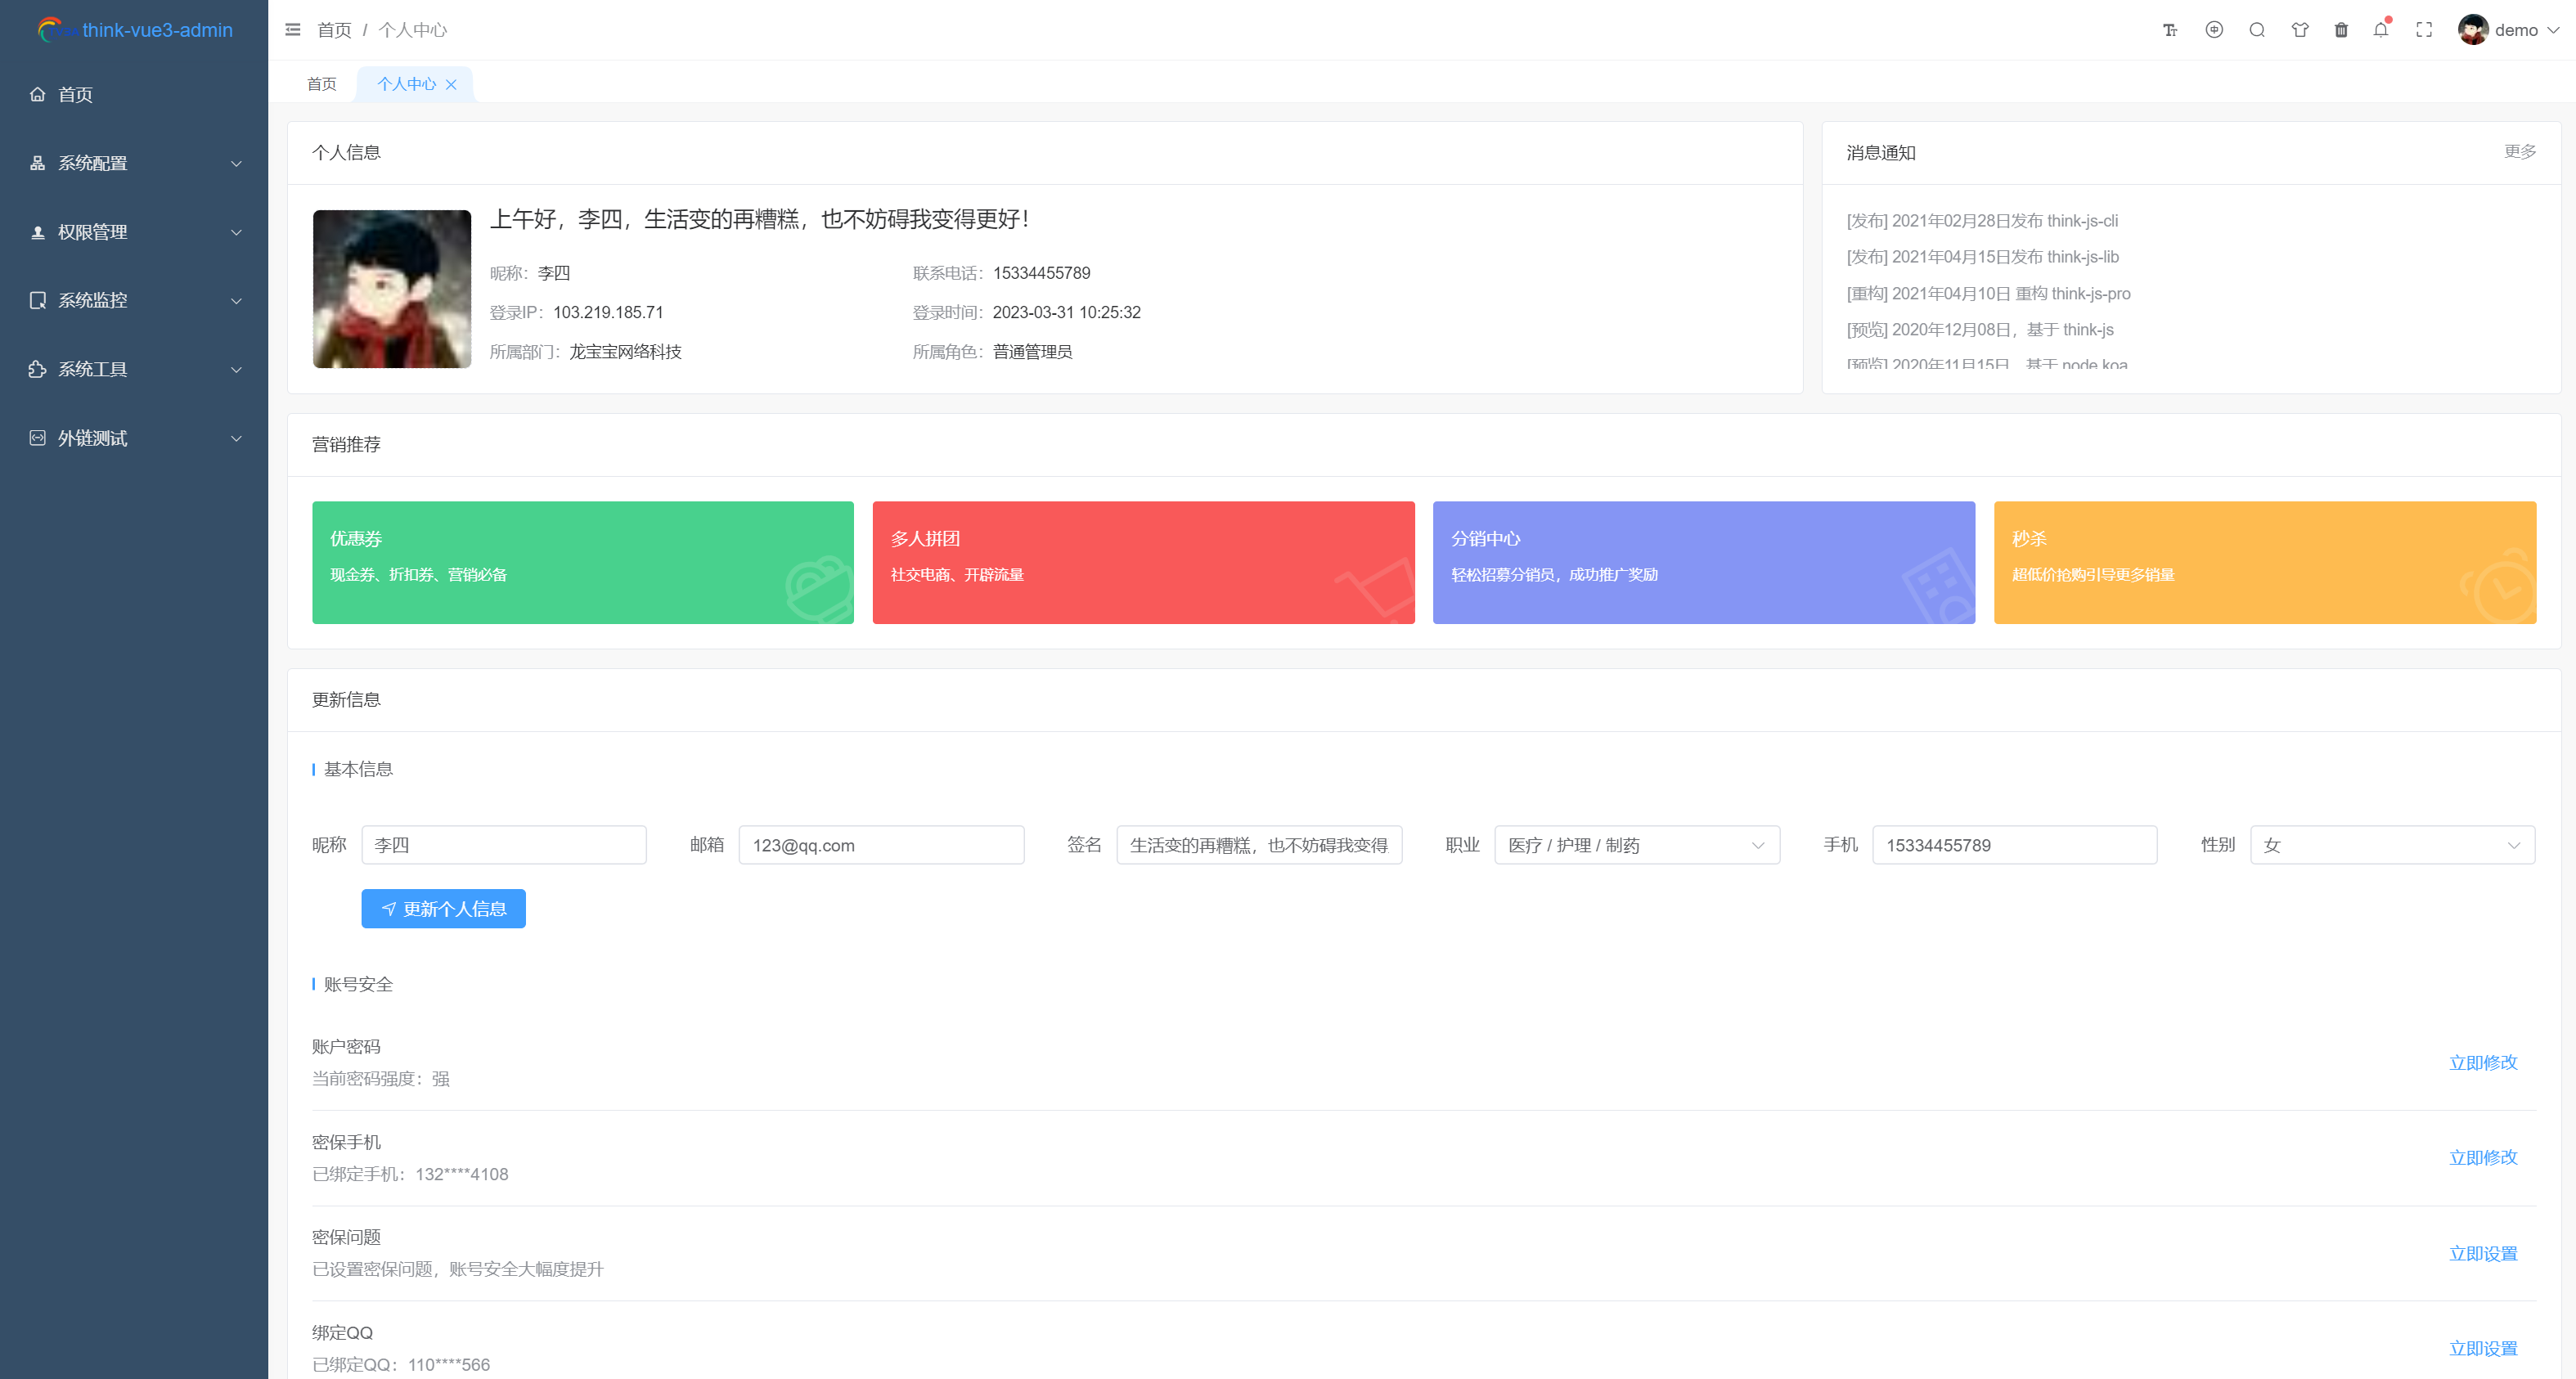 think-vue3-admin
首页
系统配置
权限管理
系统监控
系统工具
外链测试
首页 / 个人中心
demo
首页
个人中心
个人信息
上午好，李四，生活变的再糟糕，也不妨碍我变得更好！
昵称：李四
联系电话：15334455789
登录IP：103.219.185.71
登录时间：2023-03-31 10:25:32
所属部门：龙宝宝网络科技
所属角色：普通管理员
消息通知
更多
[发布] 2021年02月28日发布 think-js-cli
[发布] 2021年04月15日发布 think-js-lib
[重构] 2021年04月10日 重构 think-js-pro
[预览] 2020年12月08日，基于 think-js
[预览] 2020年11月15日，基于 node koa
营销推荐
优惠券
现金券、折扣券、营销必备
多人拼团
社交电商、开辟流量
分销中心
轻松招募分销员，成功推广奖励
秒杀
超低价抢购引导更多销量
更新信息
基本信息
昵称 李四
邮箱 123@qq.com
签名 生活变的再糟糕，也不妨碍我变得
职业 医疗 / 护理 / 制药
手机 15334455789
性别 女
更新个人信息
账号安全
账户密码
当前密码强度：强
立即修改
密保手机
已绑定手机：132****4108
立即修改
密保问题
已设置密保问题，账号安全大幅度提升
立即设置
绑定QQ
已绑定QQ：110****566
立即设置